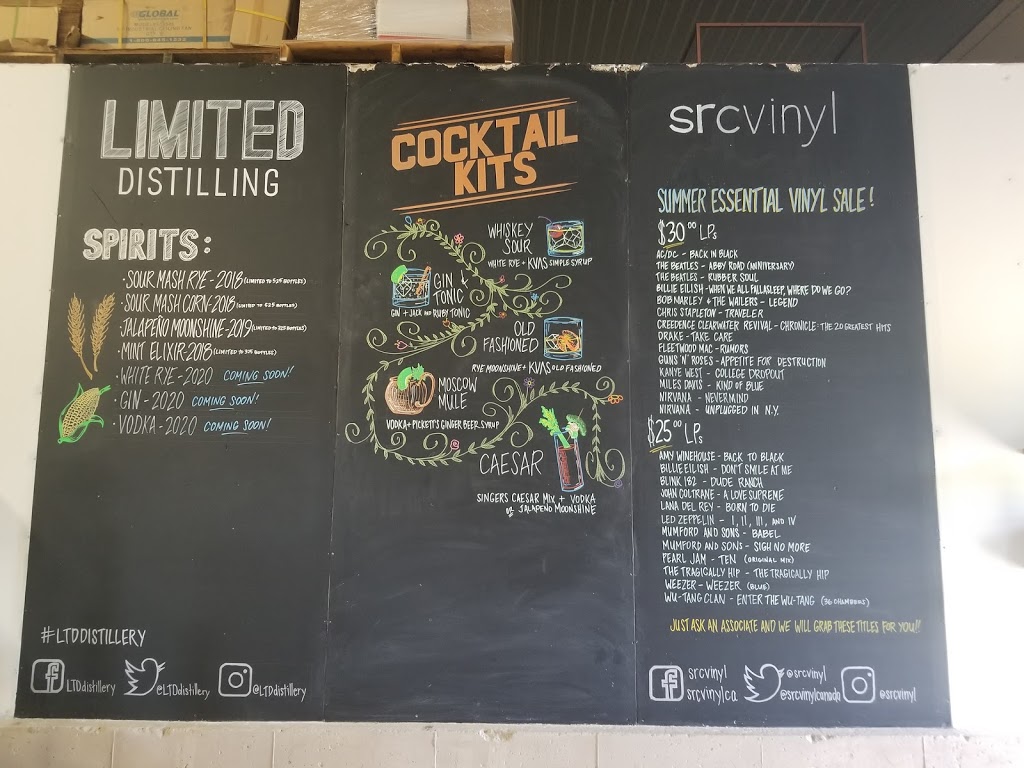 GLOBAL
LIMITED
DISTILLING
SPIRITS:
· SOUR MASH RYE - 2018 (LIMITED TO 525 BOTTLES)
· SOUR MASH CORN - 2018 (LIMITED TO 525 BOTTLES)
· JALAPEÑO MOONSHINE - 2019 (LIMITED TO 225 BOTTLES)
· MINT ELIXIR - 2018 (LIMITED TO 375 BOTTLES)
· WHITE RYE - 2020 COMING SOON!
· GIN - 2020 COMING SOON!
· VODKA - 2020 COMING SOON!
#LTDDISTILLERY
LTDdistillery
@LTDdistillery
@LTDdistillery
COCKTAIL
KITS
WHISKEY
SOUR
WHITE RYE + KVAS SIMPLE SYRUP
GIN &
TONIC
GIN + JACK AND RUBY TONIC
OLD
FASHIONED
RYE MOONSHINE + KVAS OLD FASHIONED
MOSCOW
MULE
VODKA + PICKETT'S GINGER BEER SYRUP
CAESAR
SINGERS CAESAR MIX + VODKA
or JALAPEÑO MOONSHINE
srcvinyl
SUMMER ESSENTIAL VINYL SALE!
$30.00 LPs
AC/DC - BACK IN BLACK
THE BEATLES - ABBY ROAD (ANNIVERSARY)
THE BEATLES - RUBBER SOUL
BILLIE EILISH - WHEN WE ALL FALL ASLEEP, WHERE DO WE GO?
BOB MARLEY & THE WAILERS - LEGEND
CHRIS STAPLETON - TRAVELER
CREEDENCE CLEARWATER REVIVAL - CHRONICLE: THE 20 GREATEST HITS
DRAKE - TAKE CARE
FLEETWOOD MAC - RUMORS
GUNS 'N' ROSES - APPETITE FOR DESTRUCTION
KANYE WEST - COLLEGE DROPOUT
MILES DAVIS - KIND OF BLUE
NIRVANA - NEVERMIND
NIRVANA - UNPLUGGED IN N.Y.
$25.00 LPs
AMY WINEHOUSE - BACK TO BLACK
BILLIE EILISH - DON'T SMILE AT ME
BLINK 182 - DUDE RANCH
JOHN COLTRANE - A LOVE SUPREME
LANA DEL REY - BORN TO DIE
LED ZEPPELIN - I, II, III, AND IV
MUMFORD AND SONS - BABEL
MUMFORD AND SONS - SIGH NO MORE
PEARL JAM - TEN (ORIGINAL MIX)
THE TRAGICALLY HIP - THE TRAGICALLY HIP
WEEZER - WEEZER (BLUE)
WU-TANG CLAN - ENTER THE WU-TANG (36 CHAMBERS)
JUST ASK AN ASSOCIATE AND WE WILL GRAB THESE TITLES FOR YOU!!
srcvinyl
srcvinylca
@srcvinyl
@srcvinylcanada
@srcvinyl